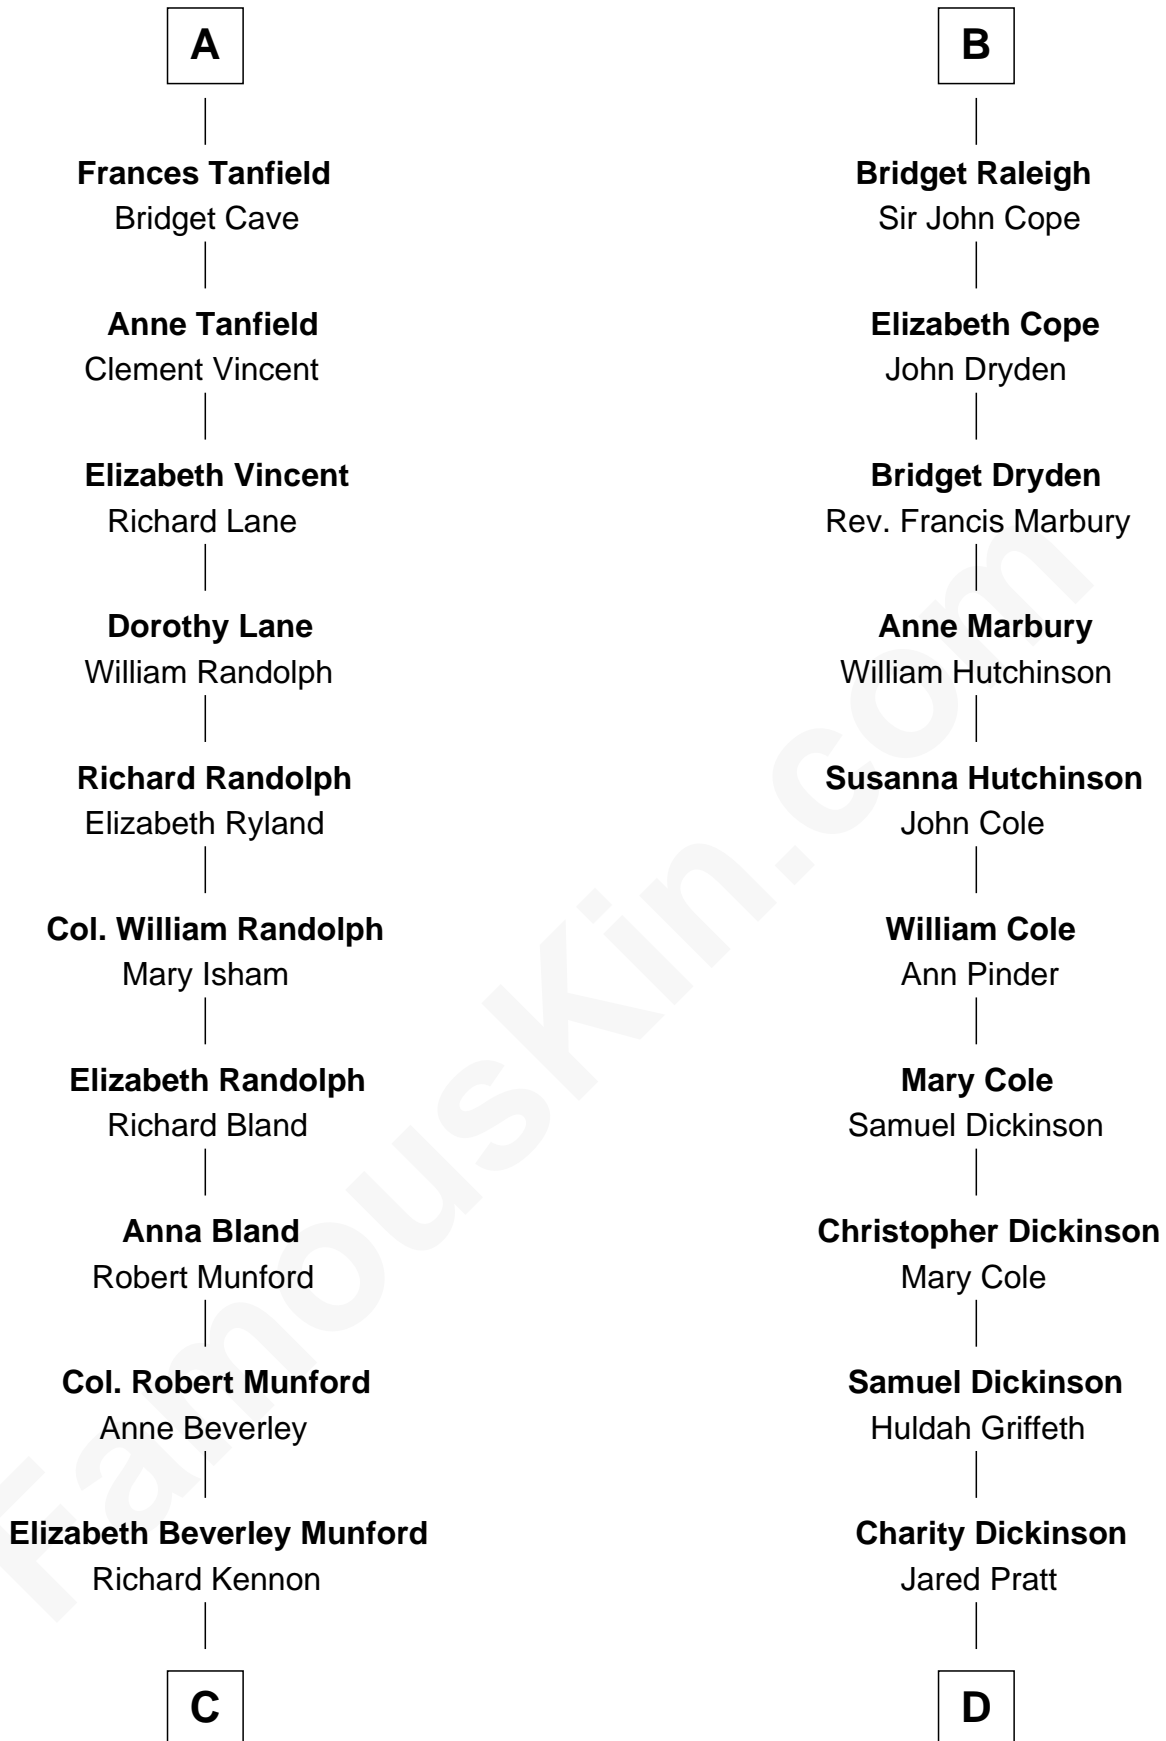 A
Frances Tanfield
Bridget Cave
Anne Tanfield
Clement Vincent
Elizabeth Vincent
Richard Lane
Dorothy Lane
William Randolph
Richard Randolph
Elizabeth Ryland
Col. William Randolph
Mary Isham
Elizabeth Randolph
Richard Bland
Anna Bland
Robert Munford
Col. Robert Munford
Anne Beverley
Elizabeth Beverley Munford
Richard Kennon
C
B
Bridget Raleigh
Sir John Cope
Elizabeth Cope
John Dryden
Bridget Dryden
Rev. Francis Marbury
Anne Marbury
William Hutchinson
Susanna Hutchinson
John Cole
William Cole
Ann Pinder
Mary Cole
Samuel Dickinson
Christopher Dickinson
Mary Cole
Samuel Dickinson
Huldah Griffeth
Charity Dickinson
Jared Pratt
D
FamousKin.com